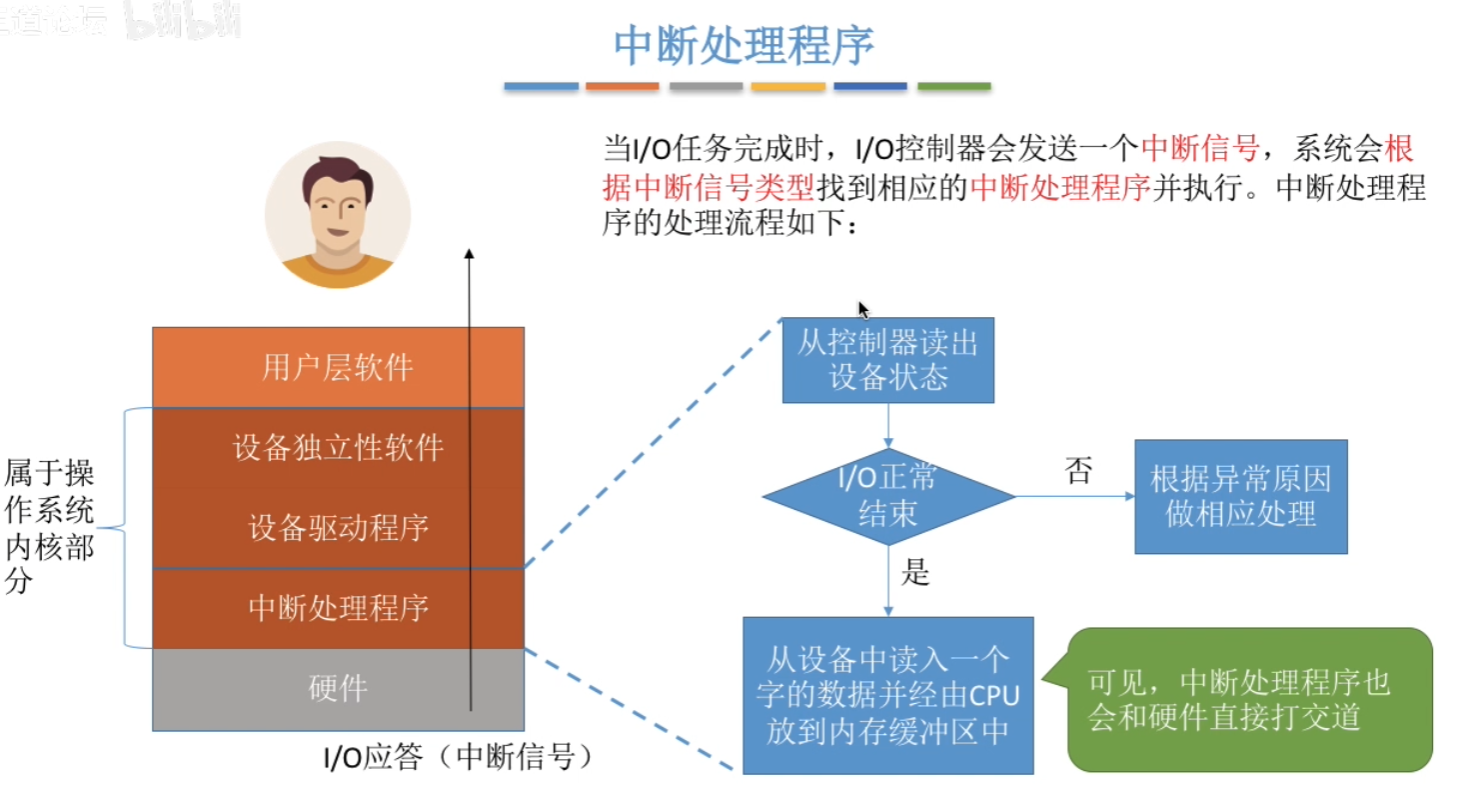 bilibili
中断处理程序
当I/O任务完成时，I/O控制器会发送一个中断信号，系统会根
据中断信号类型找到相应的中断处理程序并执行。中断处理程
序的处理流程如下：
用户层软件
设备独立性软件
设备驱动程序
中断处理程序
硬件
属于操
作系统
内核部
分
I/O应答（中断信号）
从控制器读出
设备状态
I/O正常
结束
否
根据异常原因
做相应处理
是
从设备中读入一个
字的数据并经由CPU
放到内存缓冲区中
可见，中断处理程序也
会和硬件直接打交道